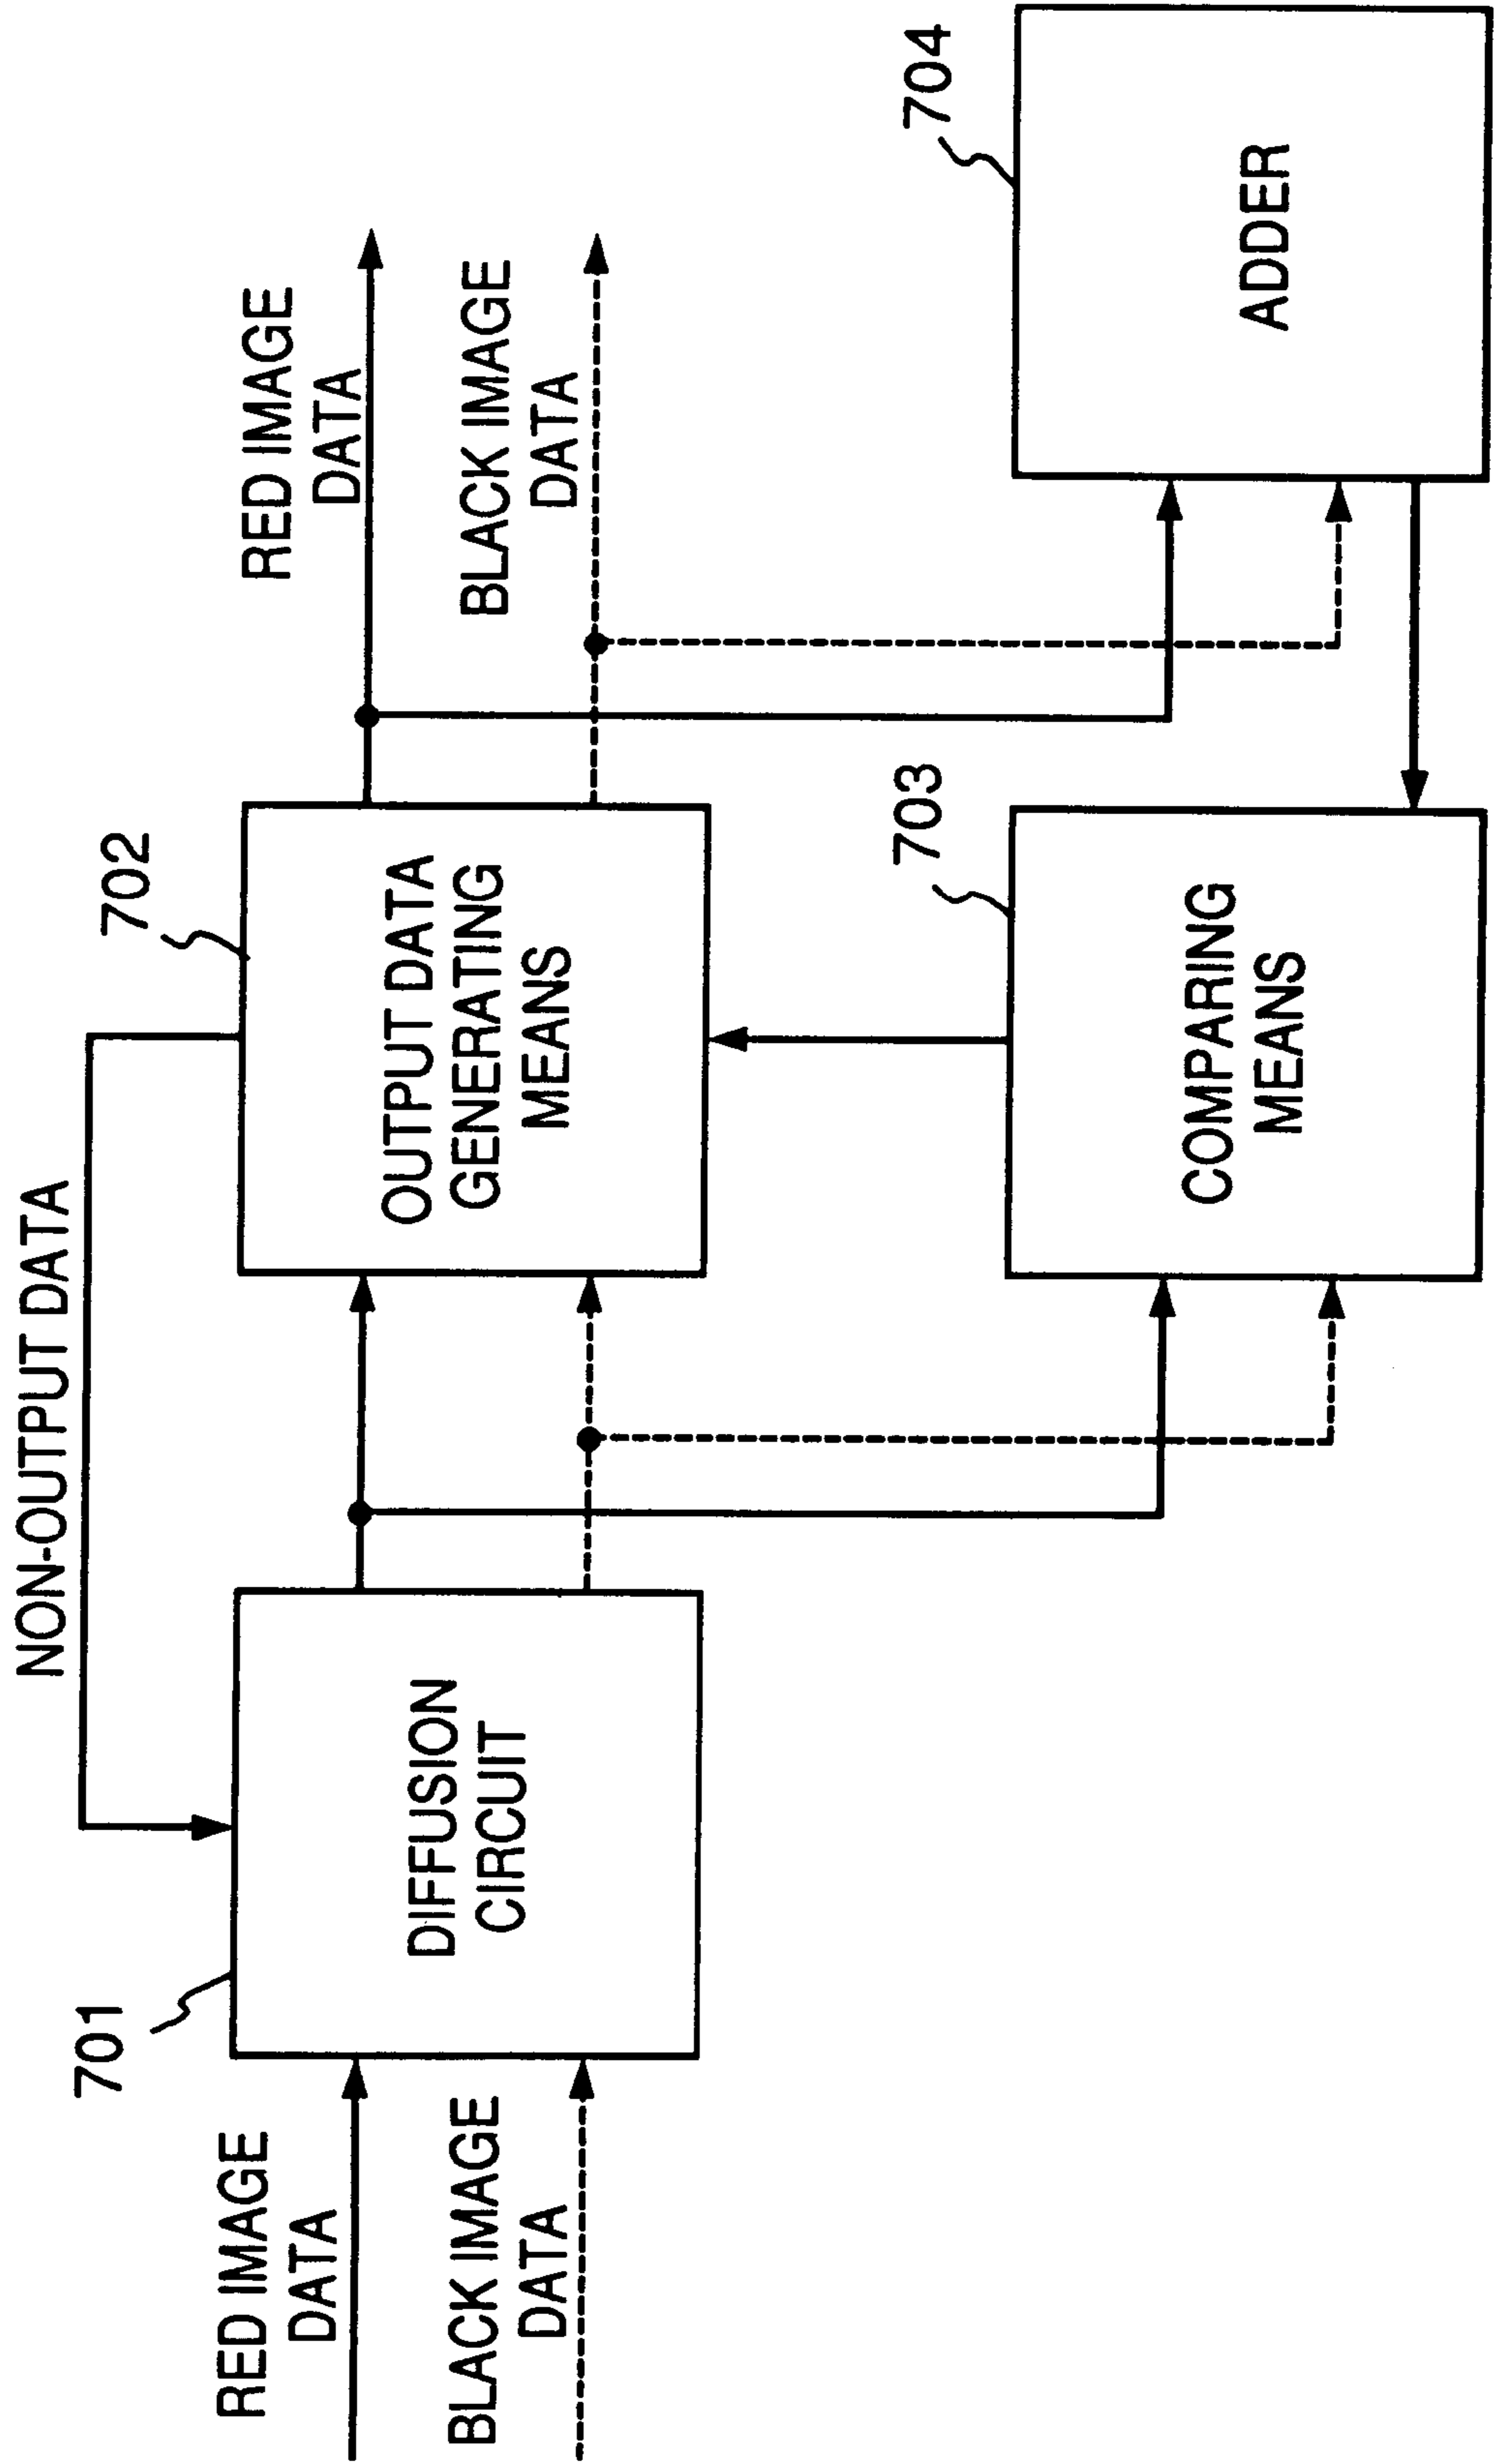 NON-OUTPUT DATA
701
702
RED IMAGE
DATA
BLACK IMAGE
DATA
DIFFUSION
CIRCUIT
OUTPUT DATA
GENERATING
MEANS
RED IMAGE
DATA
BLACK IMAGE
DATA
703
704
COMPARING
MEANS
ADDER